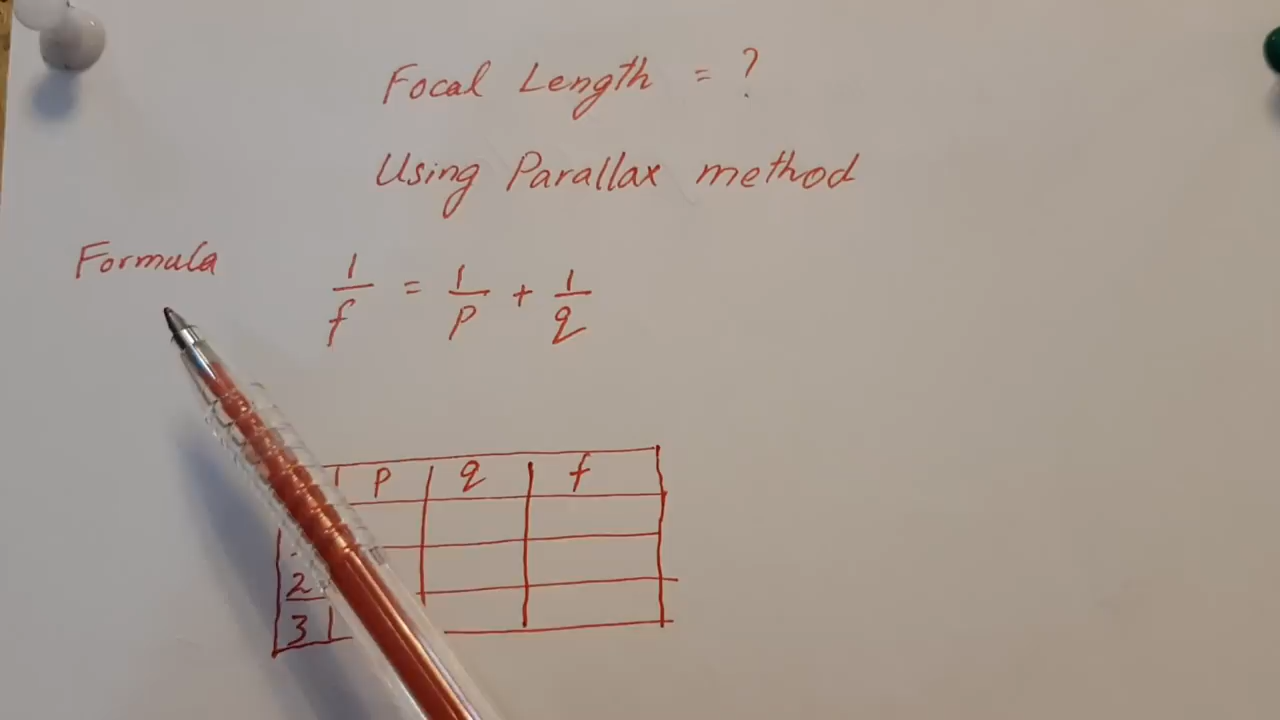 Focal Length = ?
Using Parallax method
Formula
1/f = 1/p + 1/q
p q f
2
3